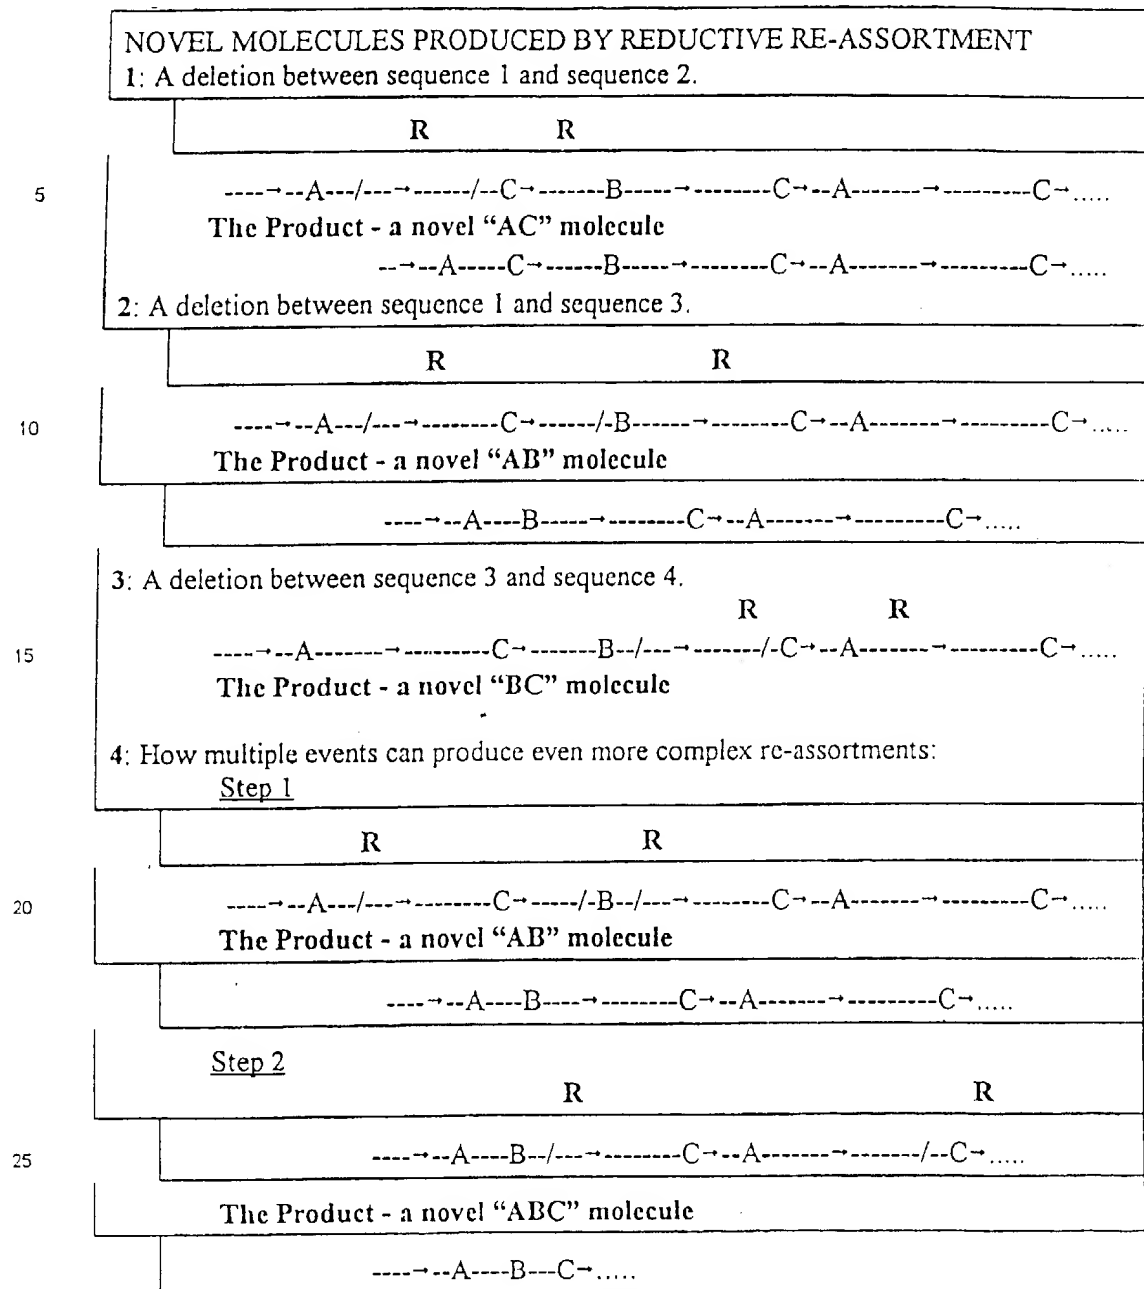 NOVEL MOLECULES PRODUCED BY REDUCTIVE RE-ASSORTMENT
1: A deletion between sequence 1 and sequence 2.
R R
5 ----→--A---/---→------/--C→-------B-----→--------C→--A-------→---------C→.....
The Product - a novel "AC" molecule
--→--A-----C→------B-----→--------C→--A-------→---------C→.....
2: A deletion between sequence 1 and sequence 3.
R R
10 ----→--A---/---→---------C→------/-B------→--------C→--A-------→---------C→.....
The Product - a novel "AB" molecule
----→--A----B-----→--------C→--A-------→---------C→.....
3: A deletion between sequence 3 and sequence 4.
R R
15 ----→--A-------→---------C→-------B--/---→-------/-C→--A-------→---------C→.....
The Product - a novel "BC" molecule
4: How multiple events can produce even more complex re-assortments:
Step 1
R R
20 ----→--A---/---→--------C→-----/-B--/---→--------C→--A-------→---------C→.....
The Product - a novel "AB" molecule
----→--A----B----→--------C→--A-------→---------C→.....
Step 2
R R
25 ----→--A----B--/---→---------C→--A-------→-------/--C→.....
The Product - a novel "ABC" molecule
----→--A----B---C→.....